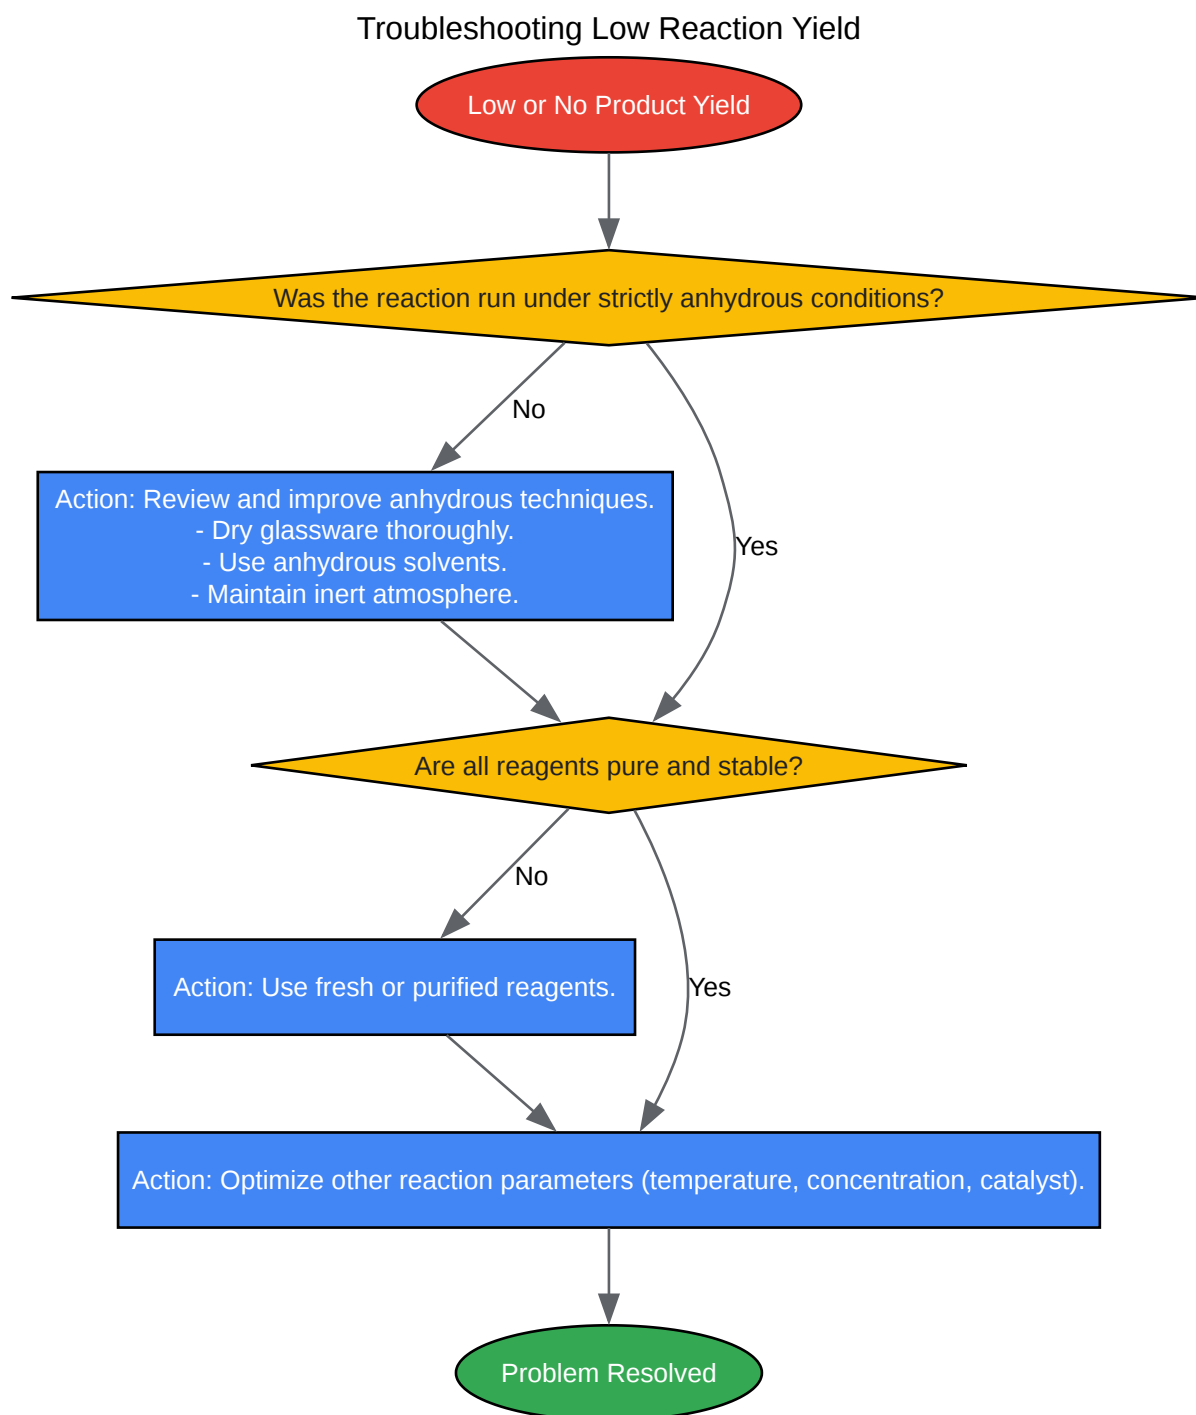 Troubleshooting Low Reaction Yield
Low or No Product Yield
Was the reaction run under strictly anhydrous conditions?
No
Action: Review and improve anhydrous techniques.
- Dry glassware thoroughly.
- Use anhydrous solvents.
- Maintain inert atmosphere.
Yes
Are all reagents pure and stable?
No
Action: Use fresh or purified reagents.
Yes
Action: Optimize other reaction parameters (temperature, concentration, catalyst).
Problem Resolved